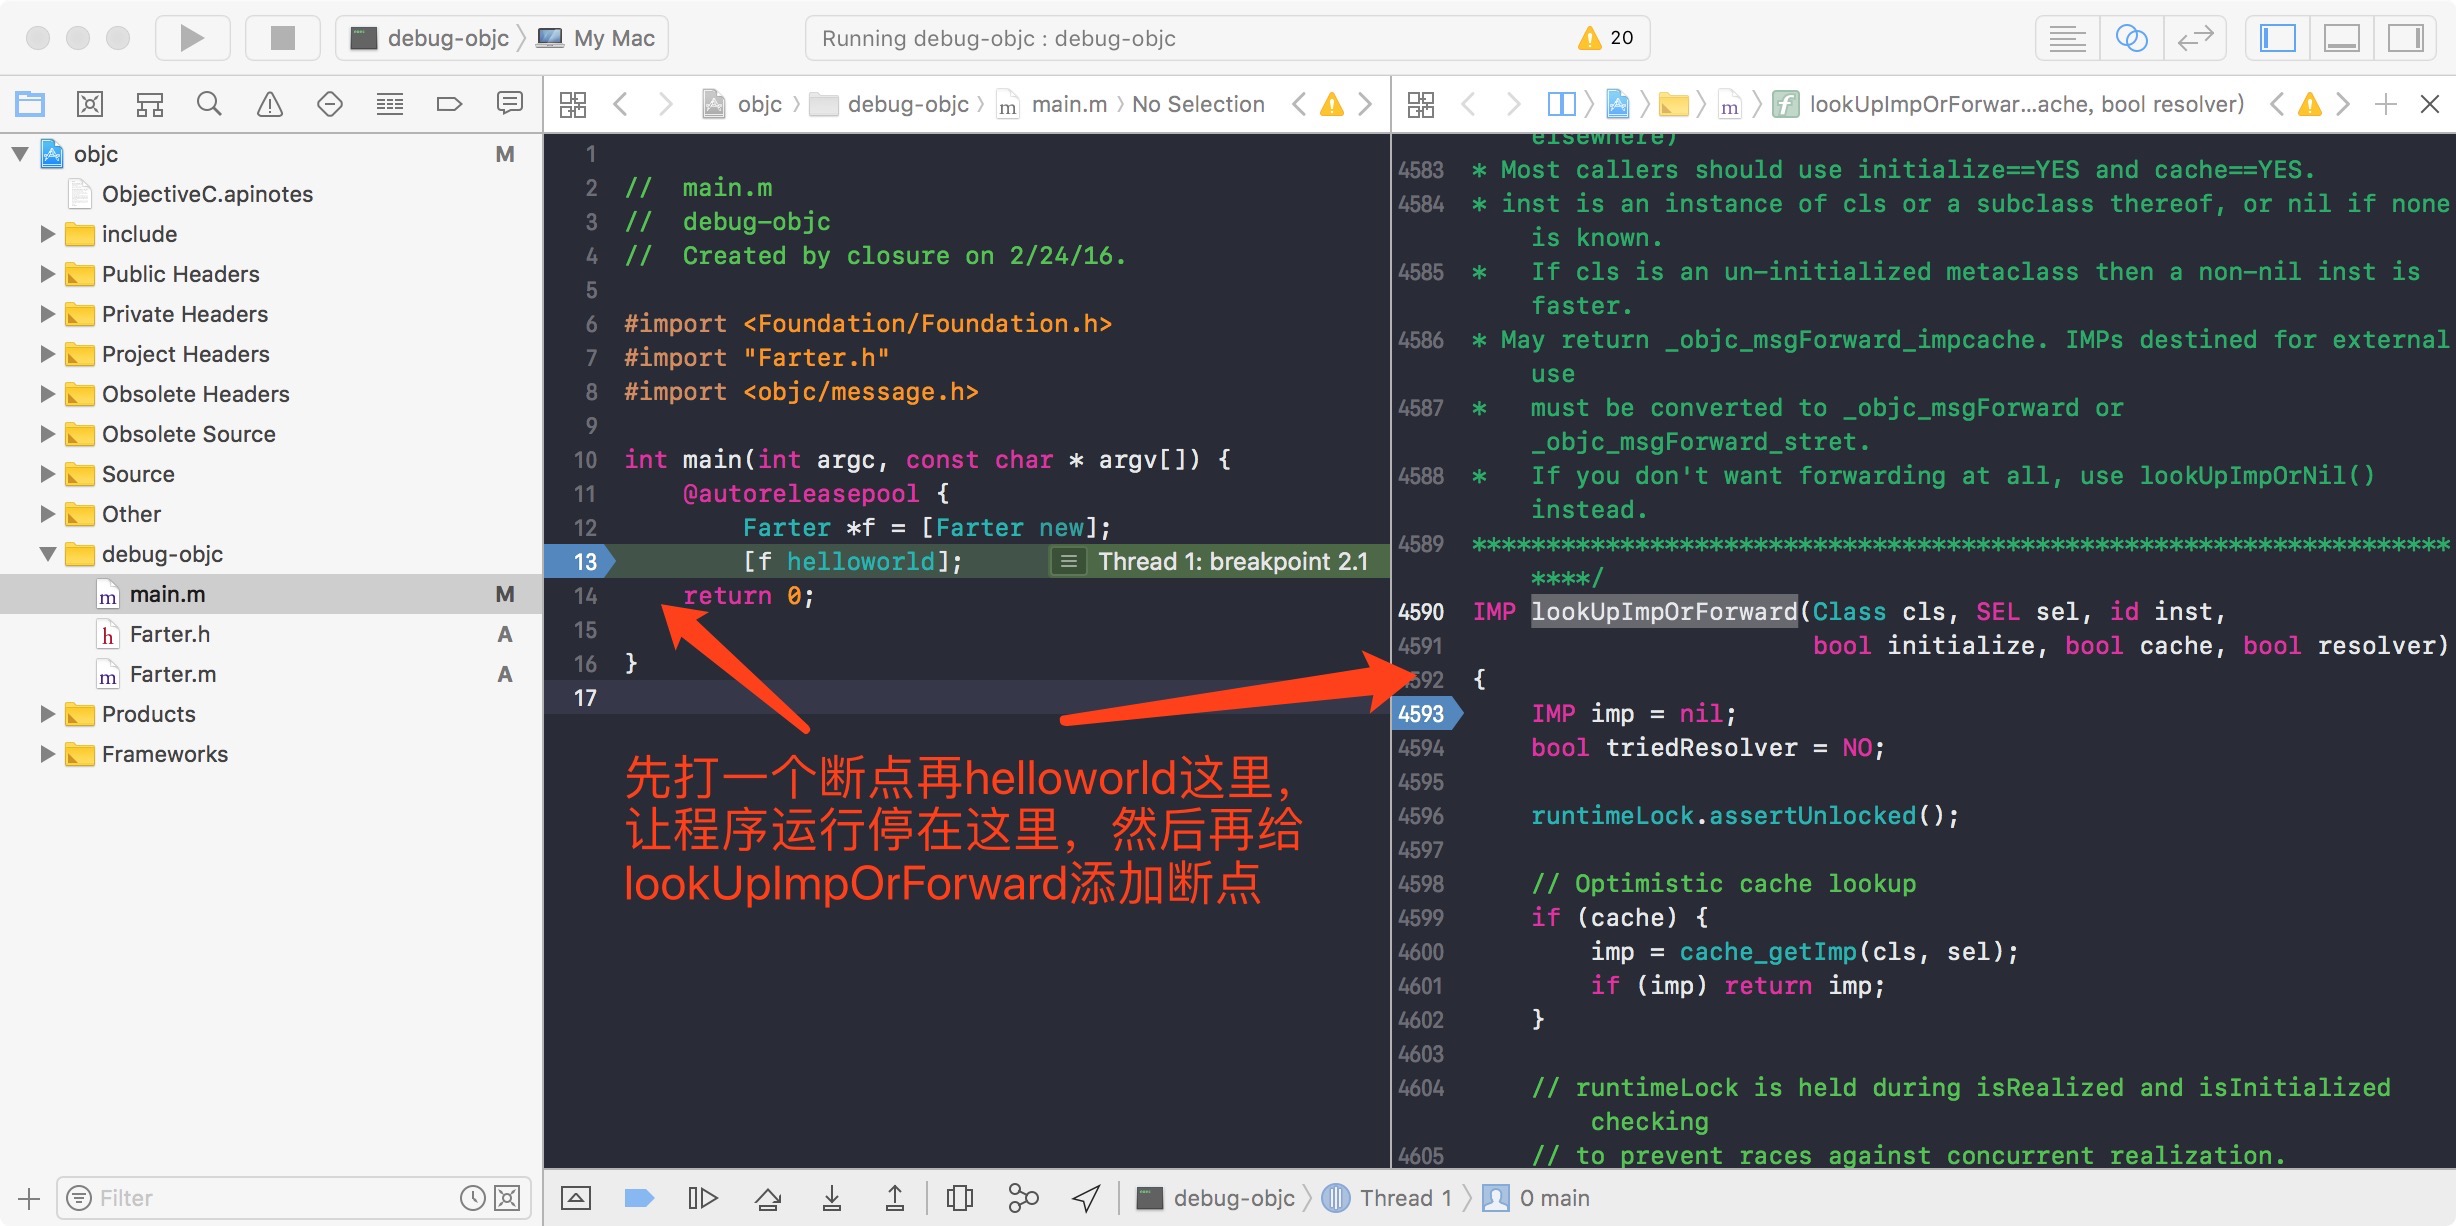 debug-objc
My Mac
Running debug-objc : debug-objc
20
objc
debug-objc
main.m
No Selection
lookUpImpOrForwar...ache, bool resolver)
objc M
ObjectiveC.apinotes
include
Public Headers
Private Headers
Project Headers
Obsolete Headers
Obsolete Source
Source
Other
debug-objc
main.m M
Farter.h A
Farter.m A
Products
Frameworks
Filter
1
2 //  main.m
3 //  debug-objc
4 //  Created by closure on 2/24/16.
5
6 #import <Foundation/Foundation.h>
7 #import "Farter.h"
8 #import <objc/message.h>
9
10 int main(int argc, const char * argv[]) {
11     @autoreleasepool {
12         Farter *f = [Farter new];
13         [f helloworld]; Thread 1: breakpoint 2.1
14     return 0;
15
16 }
17
先打一个断点再helloworld这里，
让程序运行停在这里，然后再给
lookUpImpOrForward添加断点
elsewhere)
4583 * Most callers should use initialize==YES and cache==YES.
4584 * inst is an instance of cls or a subclass thereof, or nil if none
is known.
4585 *   If cls is an un-initialized metaclass then a non-nil inst is
faster.
4586 * May return _objc_msgForward_impcache. IMPs destined for external
use
4587 *   must be converted to _objc_msgForward or
_objc_msgForward_stret.
4588 *   If you don't want forwarding at all, use lookUpImpOrNil()
instead.
4589 ******************************************************************
****/
4590 IMP lookUpImpOrForward(Class cls, SEL sel, id inst,
4591                        bool initialize, bool cache, bool resolver)
4592 {
4593     IMP imp = nil;
4594     bool triedResolver = NO;
4595
4596     runtimeLock.assertUnlocked();
4597
4598     // Optimistic cache lookup
4599     if (cache) {
4600         imp = cache_getImp(cls, sel);
4601         if (imp) return imp;
4602     }
4603
4604     // runtimeLock is held during isRealized and isInitialized
checking
4605     // to prevent races against concurrent realization.
debug-objc
Thread 1
0 main